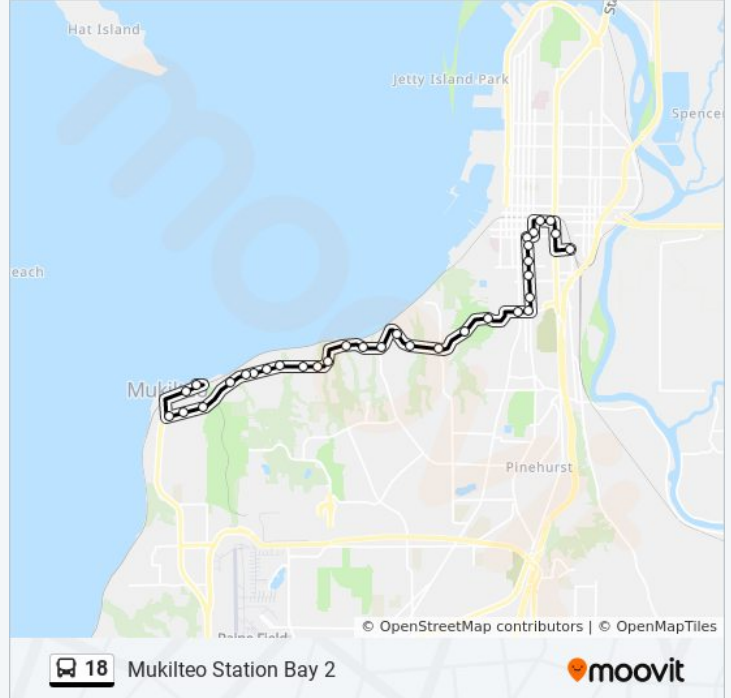 Hat Island
Jetty Island Park
Spencer
each
Mukilteo
Pinehurst
Paine Field
© OpenStreetMap contributors | © OpenMapTiles
18 Mukilteo Station Bay 2
moovit